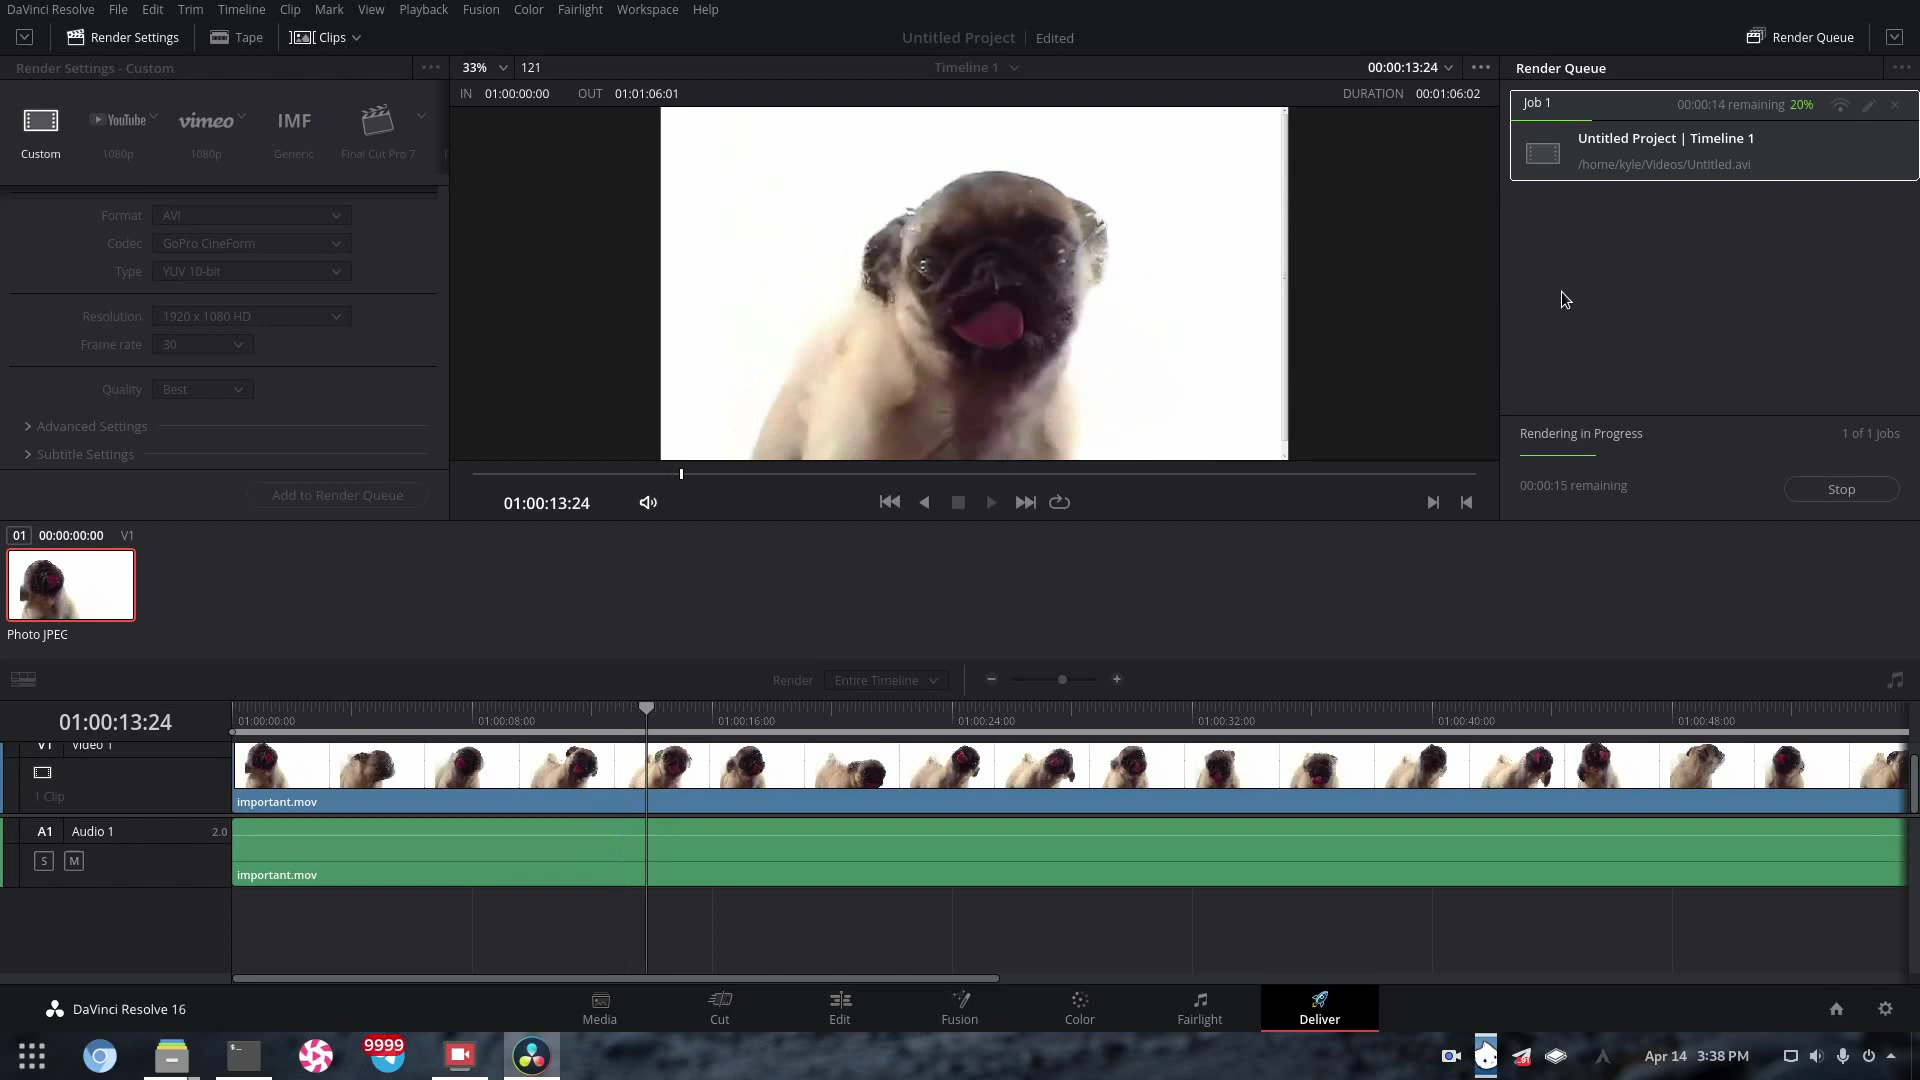 DaVinci Resolve File Edit Trim Timeline Clip Mark View Playback Fusion Color Fairlight Workspace Help
Render Settings Tape Clips Untitled Project Edited Render Queue
Render Settings - Custom 33% 121 Timeline 1 00:00:13:24 Render Queue
IN 01:00:00:00 OUT 01:01:06:01 DURATION 00:01:06:02
Job 1 00:00:14 remaining 20%
YouTube vimeo IMF
Custom 1080p 1080p Generic Final Cut Pro 7
Untitled Project | Timeline 1
/home/kyle/Videos/Untitled.avi
Format AVI
Codec GoPro CineForm
Type YUV 10-bit
Resolution 1920 x 1080 HD
Frame rate 30
Quality Best
Advanced Settings
Subtitle Settings
Add to Render Queue
Rendering in Progress 1 of 1 jobs
00:00:15 remaining Stop
01:00:13:24
01 00:00:00:00 V1
Photo JPEG
Render Entire Timeline
01:00:13:24
01:00:00:00 01:00:08:00 01:00:16:00 01:00:24:00 01:00:32:00 01:00:40:00 01:00:48:00
V1 Video 1
1 Clip
important.mov
A1 Audio 1 2.0
S M
important.mov
DaVinci Resolve 16
Media Cut Edit Fusion Color Fairlight Deliver
9999
Apr 14 3:38 PM